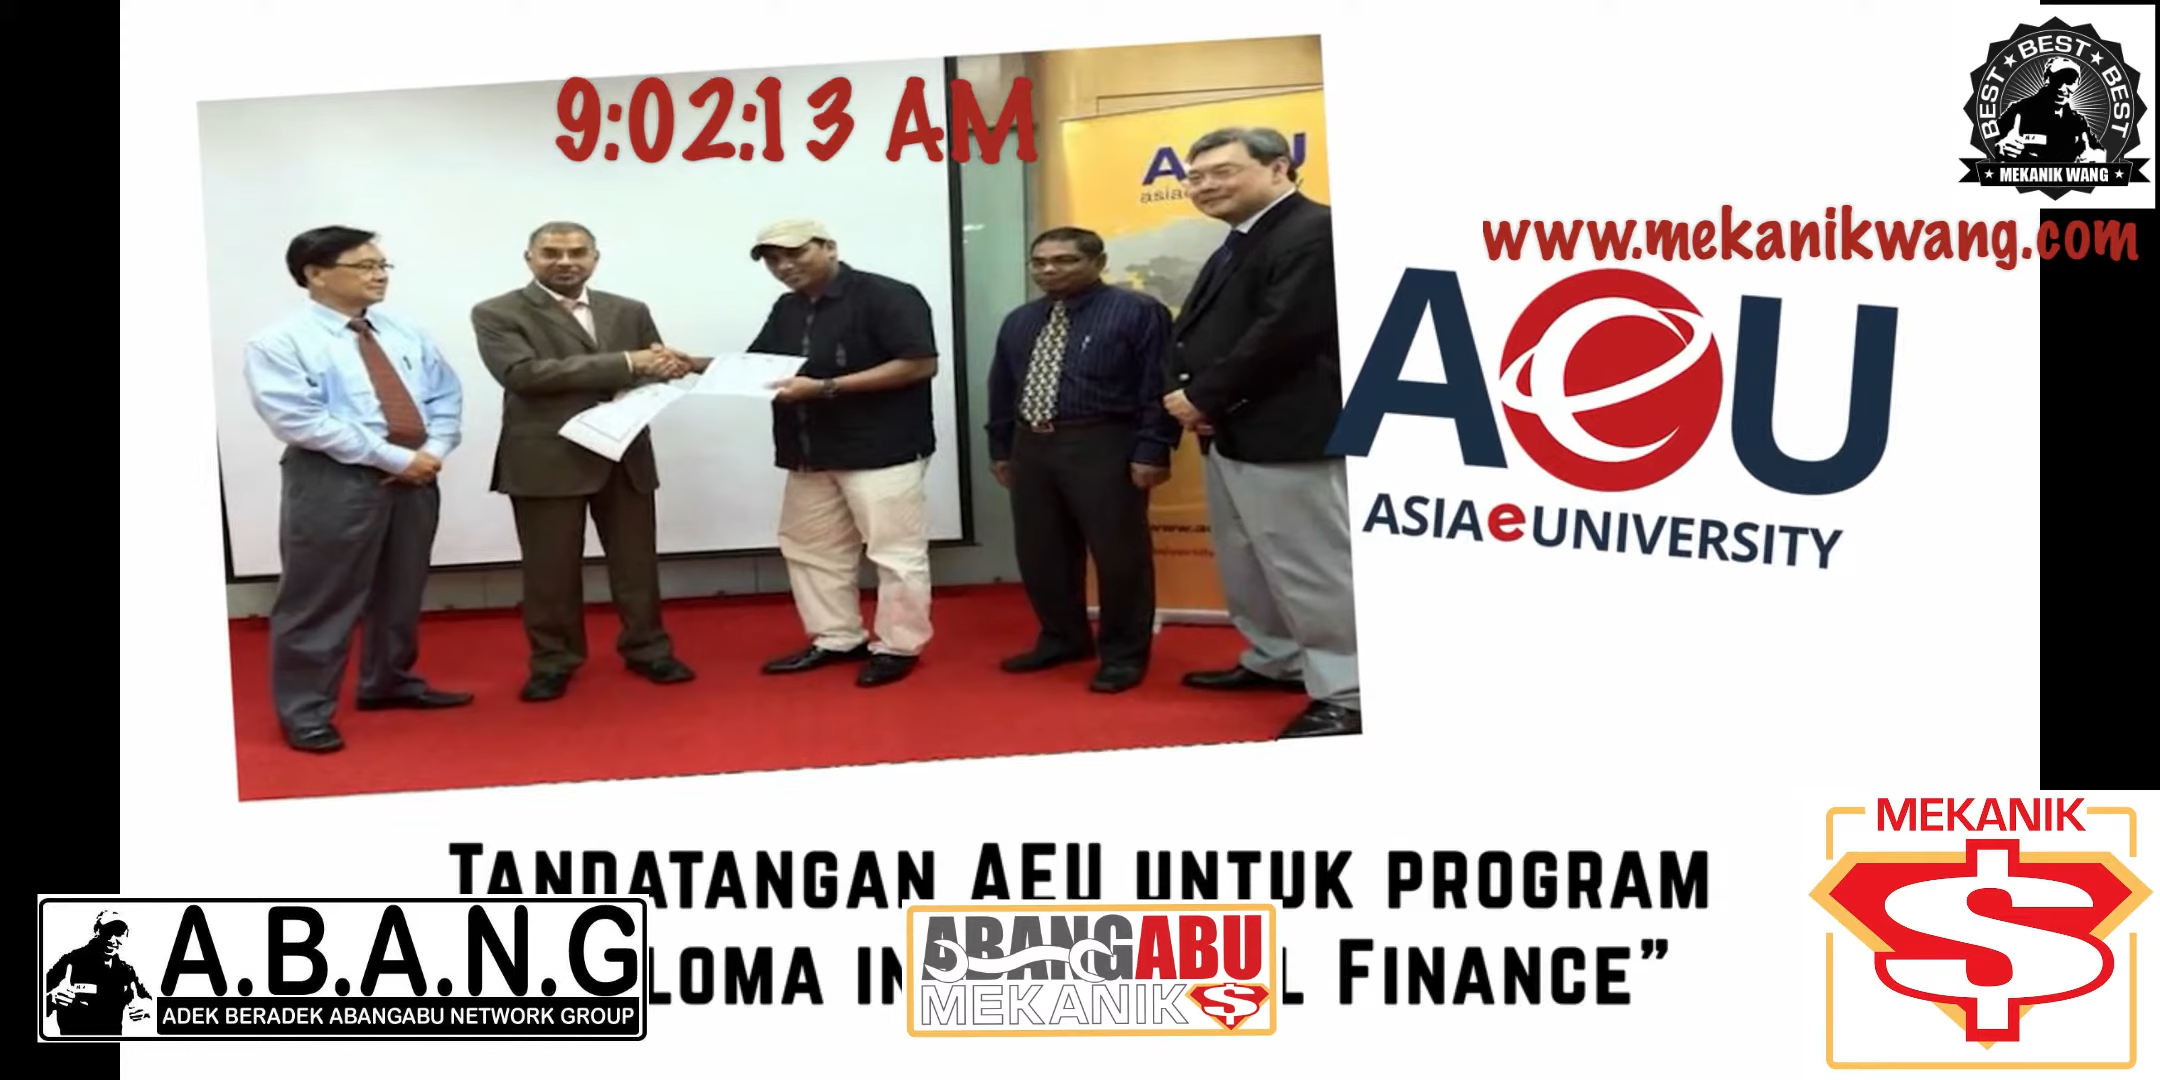 9:02:13 AM
BEST BEST BEST
MEKANIK WANG
www.mekanikwang.com
AeU
ASIAeUNIVERSITY
TANDATANGAN AEU UNTUK PROGRAM
LOMA IN L FINANCE”
A.B.A.N.G
ADEK BERADEK ABANGABU NETWORK GROUP
ABANGABU
MEKANIK
MEKANIK